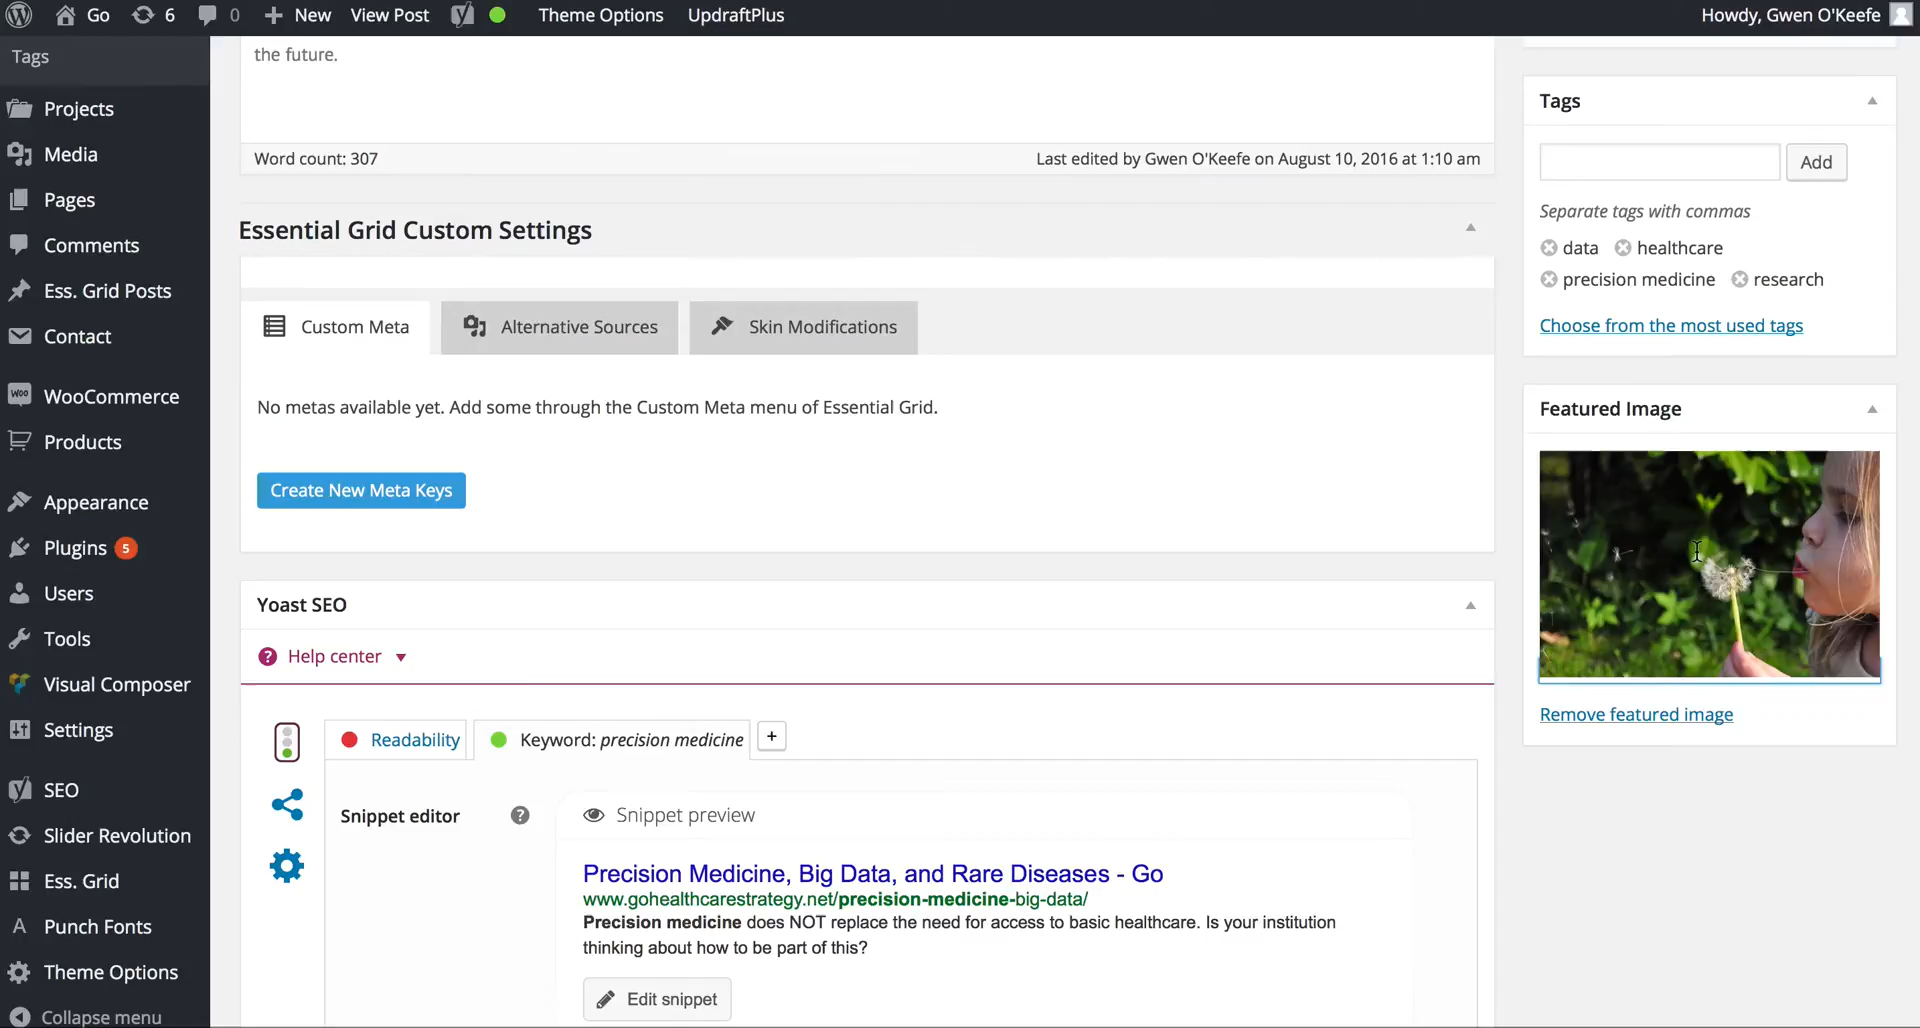 Go 6 0 New View Post Theme Options UpdraftPlus Howdy, Gwen O'Keefe
Tags
Projects
Media
Pages
Comments
Ess. Grid Posts
Contact
WooCommerce
Products
Appearance
Plugins 5
Users
Tools
Visual Composer
Settings
SEO
Slider Revolution
Ess. Grid
Punch Fonts
Theme Options
Collapse menu
the future.
Word count: 307 Last edited by Gwen O'Keefe on August 10, 2016 at 1:10 am
Essential Grid Custom Settings
Custom Meta Alternative Sources Skin Modifications
No metas available yet. Add some through the Custom Meta menu of Essential Grid.
Create New Meta Keys
Yoast SEO
Help center
Readability Keyword: precision medicine +
Snippet editor Snippet preview
Precision Medicine, Big Data, and Rare Diseases - Go
www.gohealthcarestrategy.net/precision-medicine-big-data/
Precision medicine does NOT replace the need for access to basic healthcare. Is your institution
thinking about how to be part of this?
Edit snippet
Tags
Add
Separate tags with commas
data healthcare
precision medicine research
Choose from the most used tags
Featured Image
Remove featured image